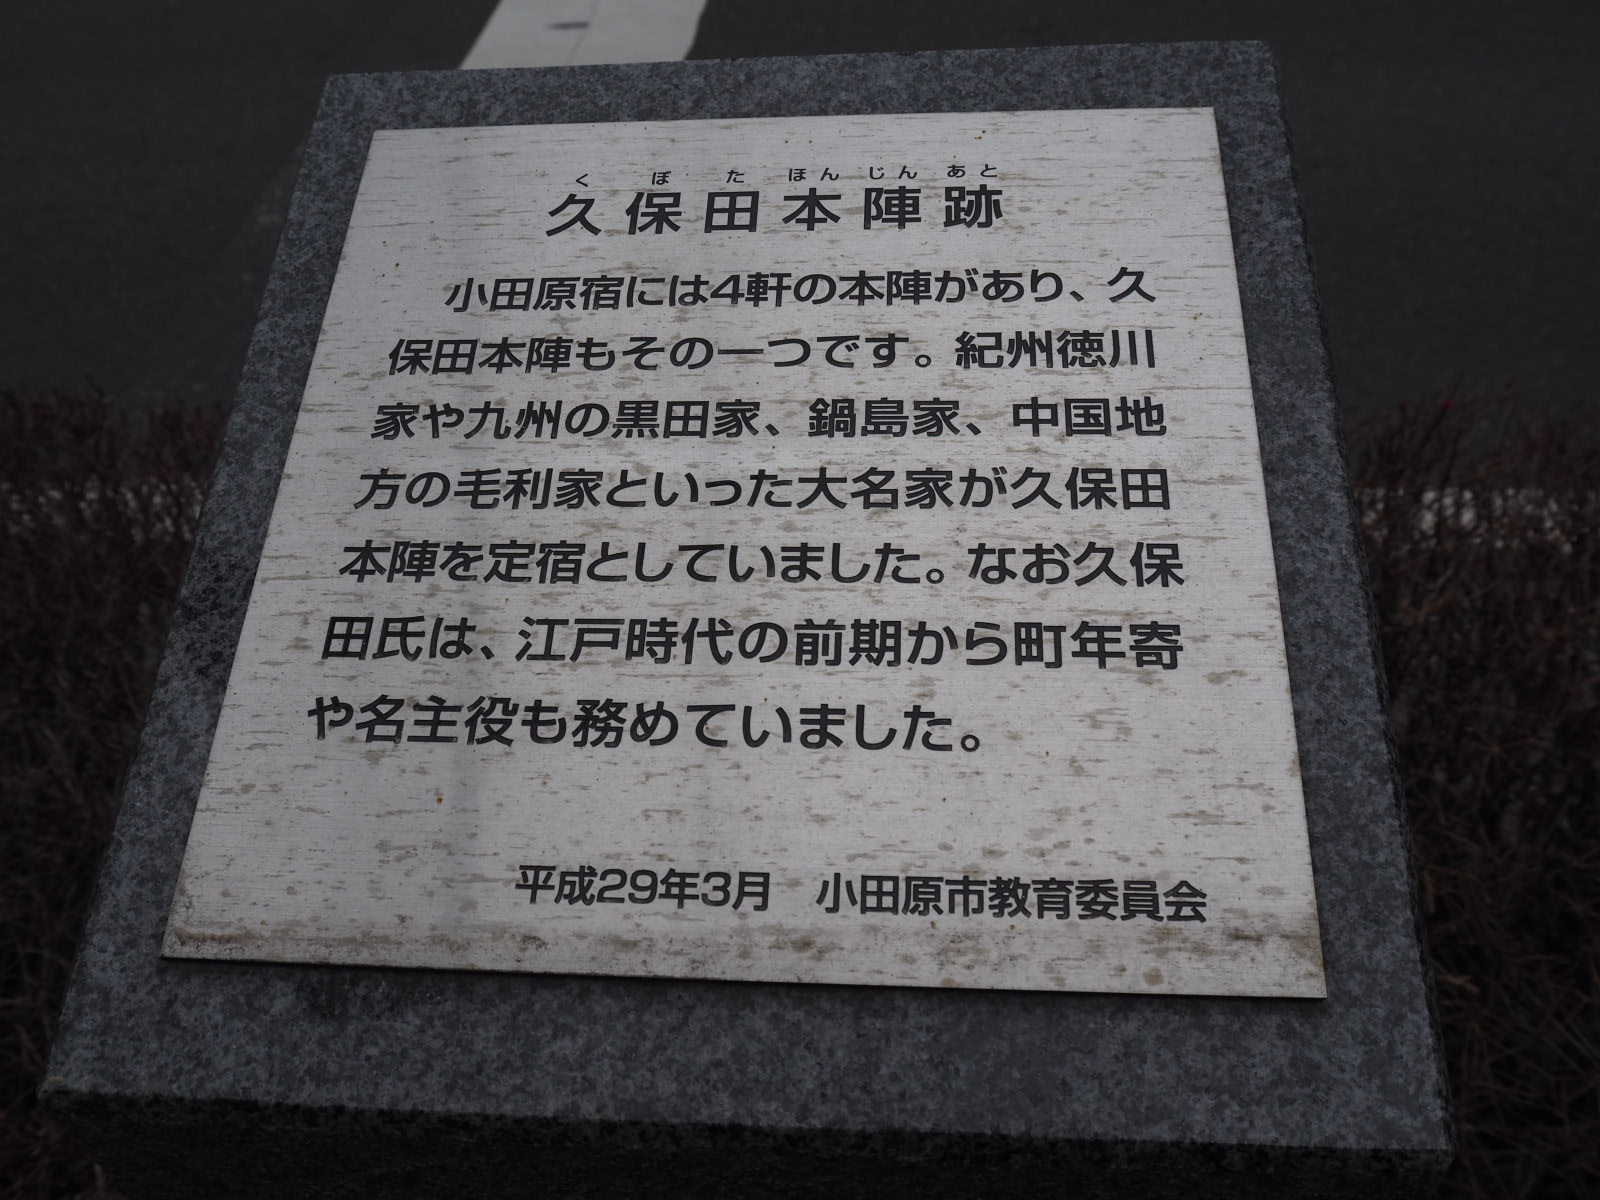 くぼたほんじんあと
久保田本陣跡
小田原宿には4軒の本陣があり、久
保田本陣もその一つです。紀州徳川
家や九州の黒田家、鍋島家、中国地
方の毛利家といった大名家が久保田
本陣を定宿としていました。なお久保
田氏は、江戸時代の前期から町年寄
や名主役も務めていました。
平成29年3月　小田原市教育委員会